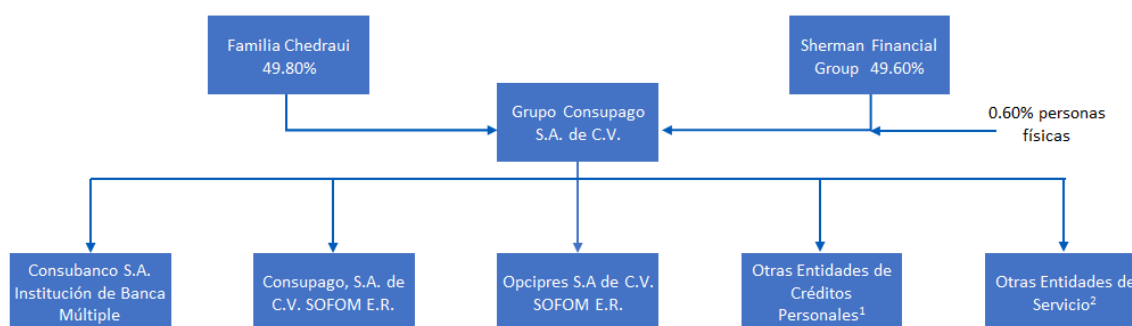 Familia Chedraui
49.80%
Sherman Financial
Group 49.60%
Grupo Consupago
S.A. de C.V.
0.60% personas
físicas
Consubanco S.A.
Institución de Banca
Múltiple
Consupago, S.A. de
C.V. SOFOM E.R.
Opcipres S.A de C.V.
SOFOM E.R.
Otras Entidades de
Créditos
Personales¹
Otras Entidades de
Servicio²